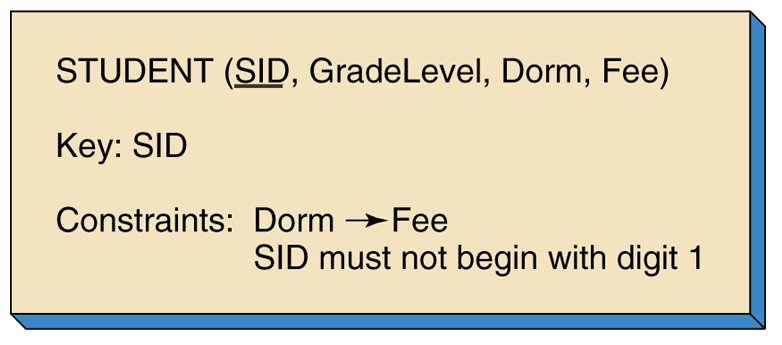 STUDENT (SID, GradeLevel, Dorm, Fee)
Key: SID
Constraints: Dorm → Fee
SID must not begin with digit 1